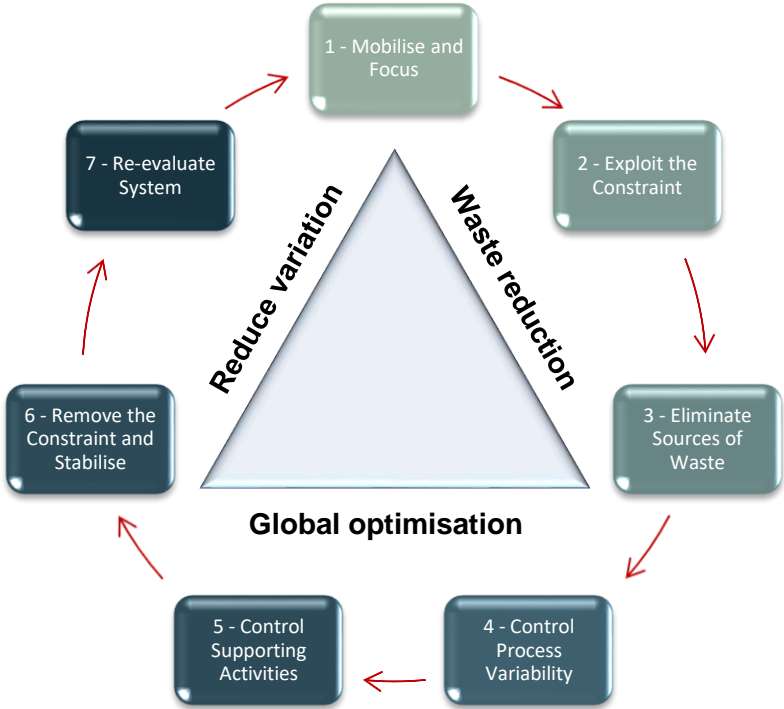 1 - Mobilise and
Focus
2 - Exploit the
Constraint
3 - Eliminate
Sources of
Waste
4 - Control
Process
Variability
5 - Control
Supporting
Activities
6 - Remove the
Constraint and
Stabilise
7 - Re-evaluate
System
Reduce variation
Waste reduction
Global optimisation